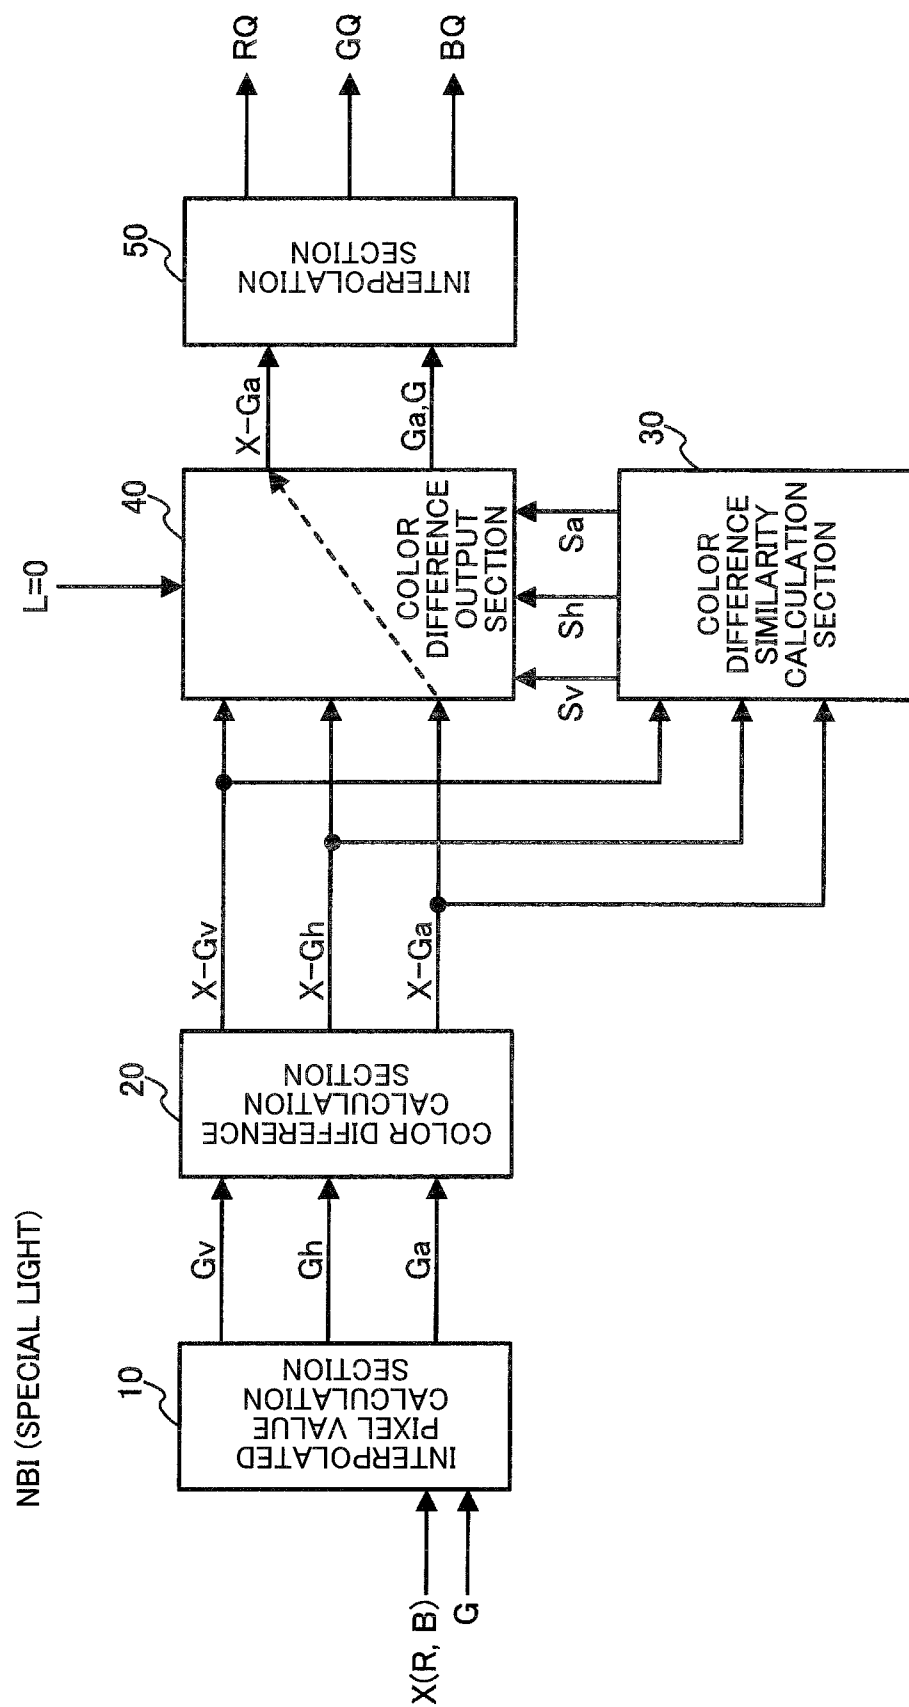 NBI (SPECIAL LIGHT)
X(R, B)
G
10
INTERPOLATED
PIXEL VALUE
CALCULATION
SECTION
Gv
Gh
Ga
20
COLOR DIFFERENCE
CALCULATION
SECTION
X-Gv
X-Gh
X-Ga
L=0
40
COLOR
DIFFERENCE
OUTPUT
SECTION
Sv
Sh
Sa
30
COLOR
DIFFERENCE
SIMILARITY
CALCULATION
SECTION
X-Ga
Ga,G
50
INTERPOLATION
SECTION
RQ
GQ
BQ